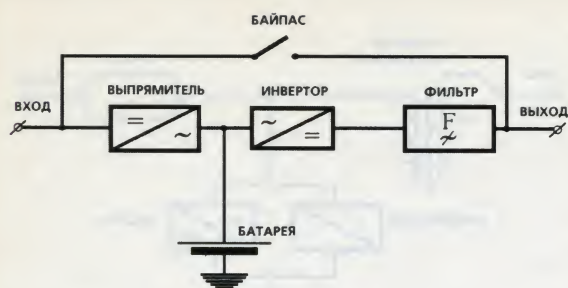 БАЙПАС
ВЫПРЯМИТЕЛЬ
ИНВЕРТОР
ФИЛЬТР
ВХОД
ВЫХОД
=
~
~
=
F
≁
БАТАРЕЯ